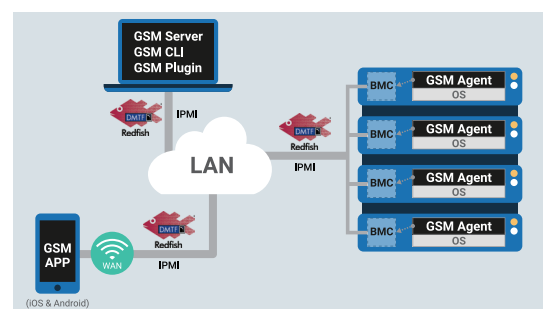 GSM Server
GSM CLI
GSM Plugin
DMTF
Redfish
IPMI
LAN
DMTF
Redfish
IPMI
BMC
GSM Agent
OS
BMC
GSM Agent
OS
BMC
GSM Agent
OS
BMC
GSM Agent
OS
DMTF
Redfish
IPMI
WAN
GSM
APP
(iOS & Android)